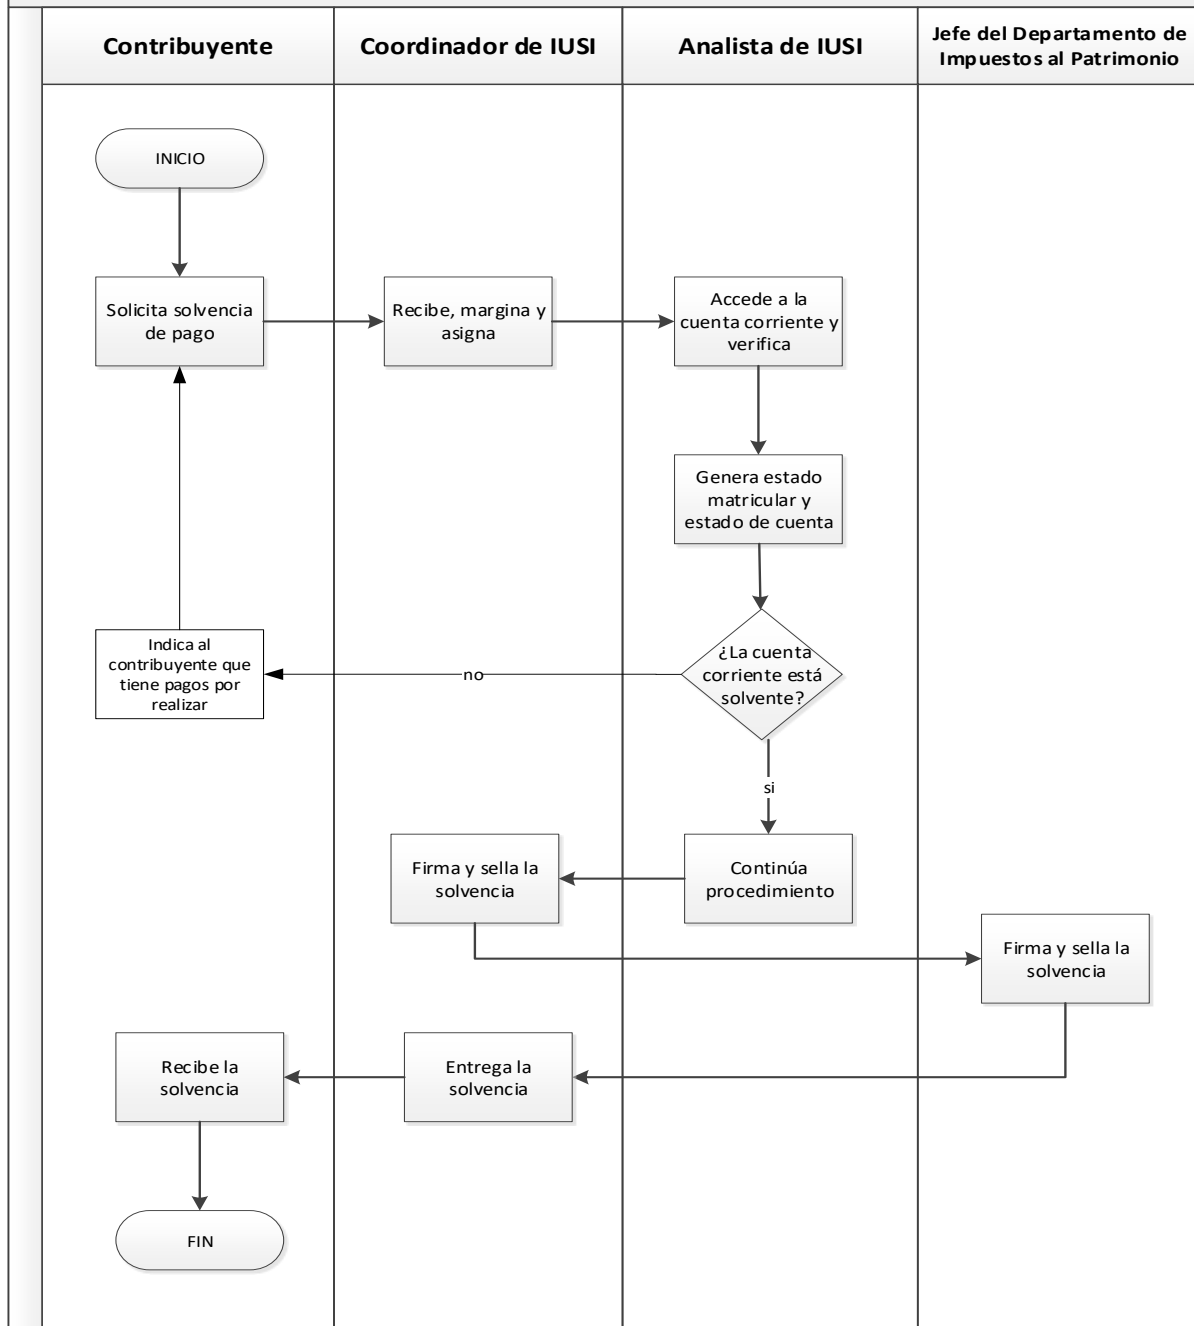 Contribuyente
Coordinador de IUSI
Analista de IUSI
Jefe del Departamento de
Impuestos al Patrimonio
INICIO
Solicita solvencia
de pago
Recibe, margina y
asigna
Accede a la
cuenta corriente y
verifica
Genera estado
matricular y
estado de cuenta
¿La cuenta
corriente está
solvente?
no
Indica al
contribuyente que
tiene pagos por
realizar
si
Continúa
procedimiento
Firma y sella la
solvencia
Firma y sella la
solvencia
Entrega la
solvencia
Recibe la
solvencia
FIN